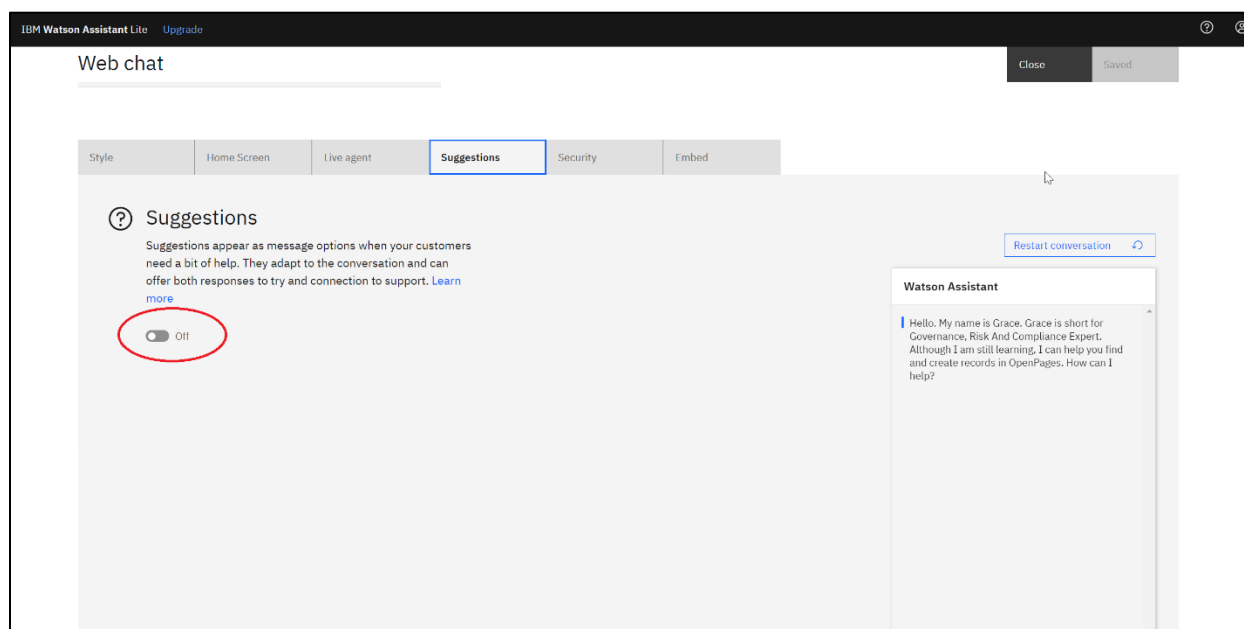 IBM Watson Assistant Lite Upgrade
Web chat
Close Saved
Style Home Screen Live agent Suggestions Security Embed
Suggestions
Suggestions appear as message options when your customers
need a bit of help. They adapt to the conversation and can
offer both responses to try and connection to support. Learn
more
Off
Restart conversation
Watson Assistant
Hello. My name is Grace. Grace is short for
Governance, Risk And Compliance Expert.
Although I am still learning, I can help you find
and create records in OpenPages. How can I
help?